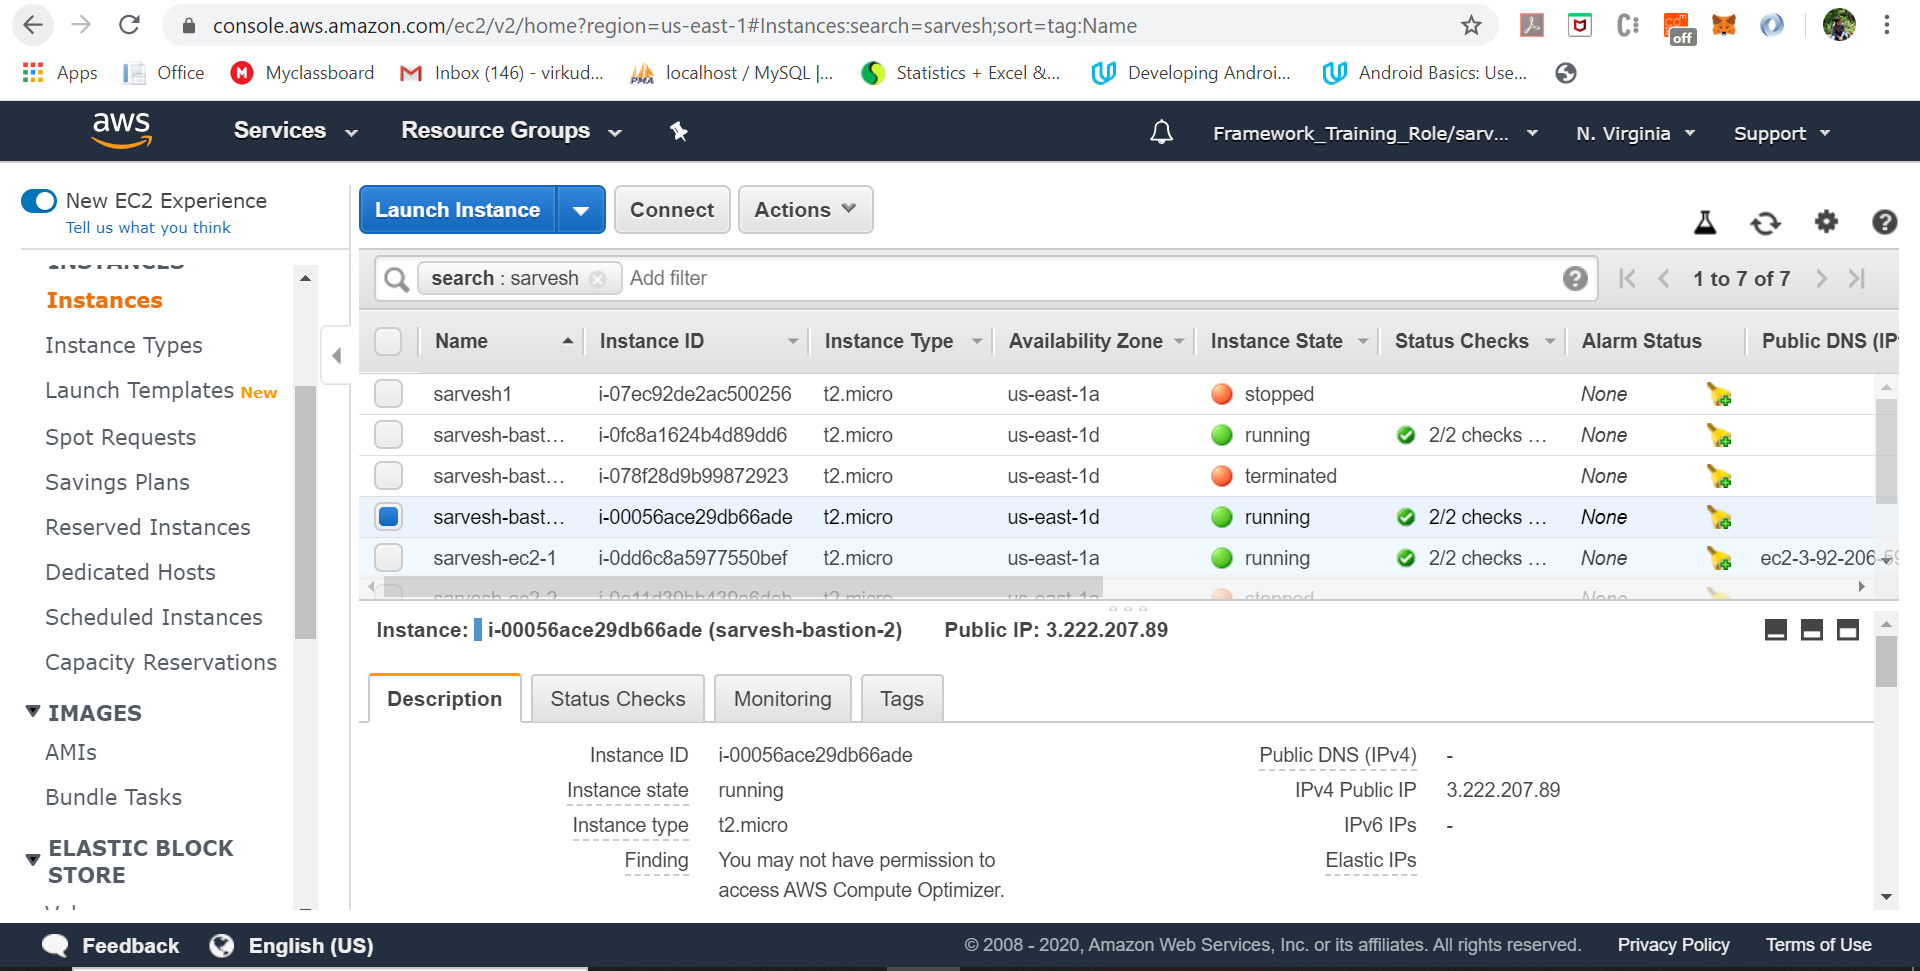 console.aws.amazon.com/ec2/v2/home?region=us-east-1#Instances:search=sarvesh;sort=tag:Name
off
Apps Office Myclassboard Inbox (146) - virkud... localhost / MySQL |... Statistics + Excel &... Developing Androi... Android Basics: Use...
aws Services Resource Groups Framework_Training_Role/sarv... N. Virginia Support
New EC2 Experience
Tell us what you think
Launch Instance Connect Actions
INSTANCES
Instances
Instance Types
Launch Templates New
Spot Requests
Savings Plans
Reserved Instances
Dedicated Hosts
Scheduled Instances
Capacity Reservations
IMAGES
AMIs
Bundle Tasks
ELASTIC BLOCK
STORE
search : sarvesh Add filter 1 to 7 of 7
Name Instance ID Instance Type Availability Zone Instance State Status Checks Alarm Status Public DNS (IP
sarvesh1 i-07ec92de2ac500256 t2.micro us-east-1a stopped None
sarvesh-bast... i-0fc8a1624b4d89dd6 t2.micro us-east-1d running 2/2 checks ... None
sarvesh-bast... i-078f28d9b99872923 t2.micro us-east-1d terminated None
sarvesh-bast... i-00056ace29db66ade t2.micro us-east-1d running 2/2 checks ... None
sarvesh-ec2-1 i-0dd6c8a5977550bef t2.micro us-east-1a running 2/2 checks ... None ec2-3-92-206-59
sarvesh-ec2-2 t2.micro us-east-1a stopped None
Instance: i-00056ace29db66ade (sarvesh-bastion-2) Public IP: 3.222.207.89
Description Status Checks Monitoring Tags
Instance ID i-00056ace29db66ade Public DNS (IPv4) -
Instance state running IPv4 Public IP 3.222.207.89
Instance type t2.micro IPv6 IPs -
Finding You may not have permission to Elastic IPs
access AWS Compute Optimizer.
Feedback English (US) © 2008 - 2020, Amazon Web Services, Inc. or its affiliates. All rights reserved. Privacy Policy Terms of Use